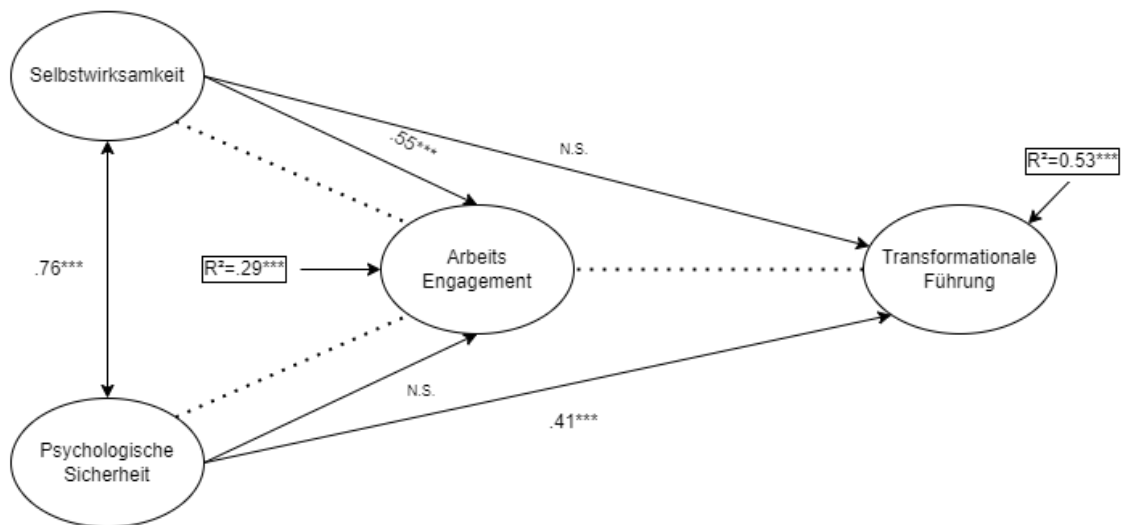 Selbstwirksamkeit
.55***
N.S.
R²=0.53***
.76***
R²=.29***
Arbeits
Engagement
Transformationale
Führung
N.S.
.41***
Psychologische
Sicherheit